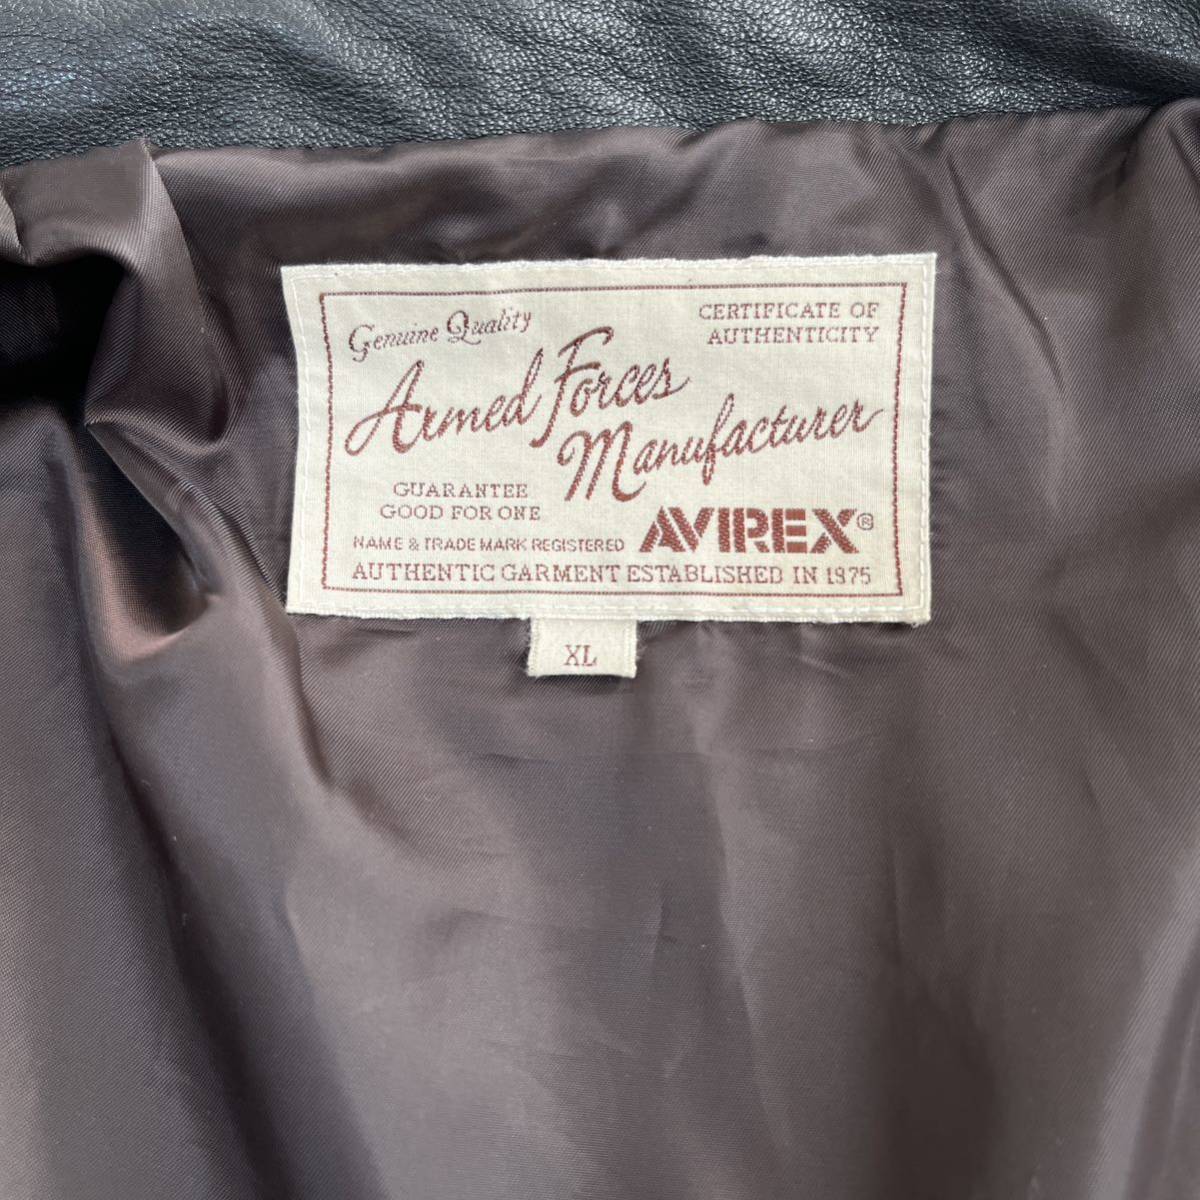 Genuine Quality
CERTIFICATE OF
AUTHENTICITY
Armed Forces
Manufacturer
GUARANTEE
GOOD FOR ONE
NAME & TRADE MARK REGISTERED AVIREX®
AUTHENTIC GARMENT ESTABLISHED IN 1975
XL